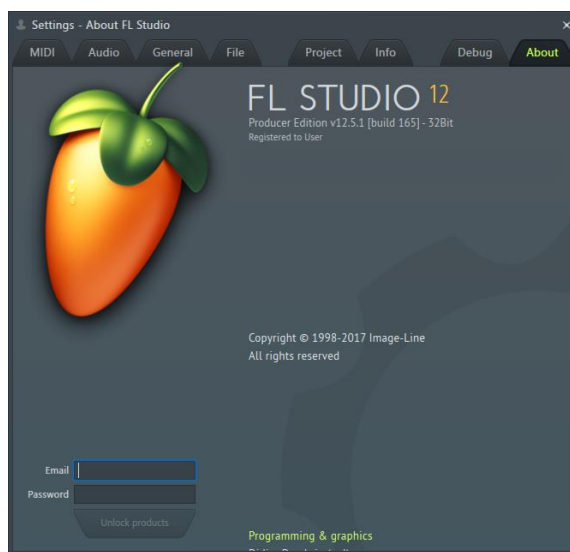 Settings - About FL Studio
MIDI Audio General File Project Info Debug About
FL STUDIO 12
Producer Edition v12.5.1 [build 165] - 32Bit
Registered to User
Copyright © 1998-2017 Image-Line
All rights reserved
Email
Password
Unlock products
Programming & graphics